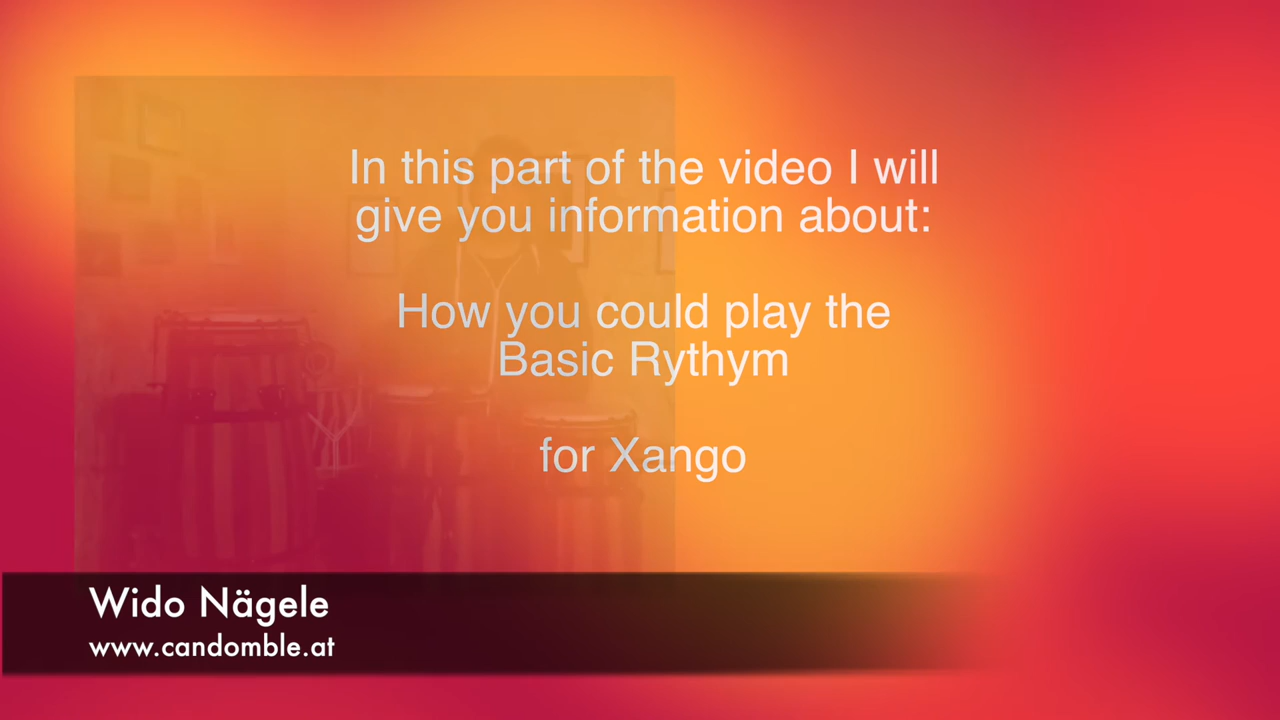 In this part of the video I will
give you information about:
How you could play the
Basic Rythym
for Xango
Wido Nägele
www.candomble.at